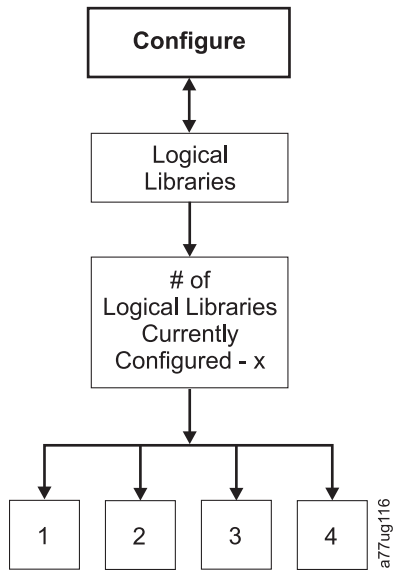 Configure
Logical
Libraries
# of
Logical Libraries
Currently
Configured - x
1
2
3
4
a77ug116